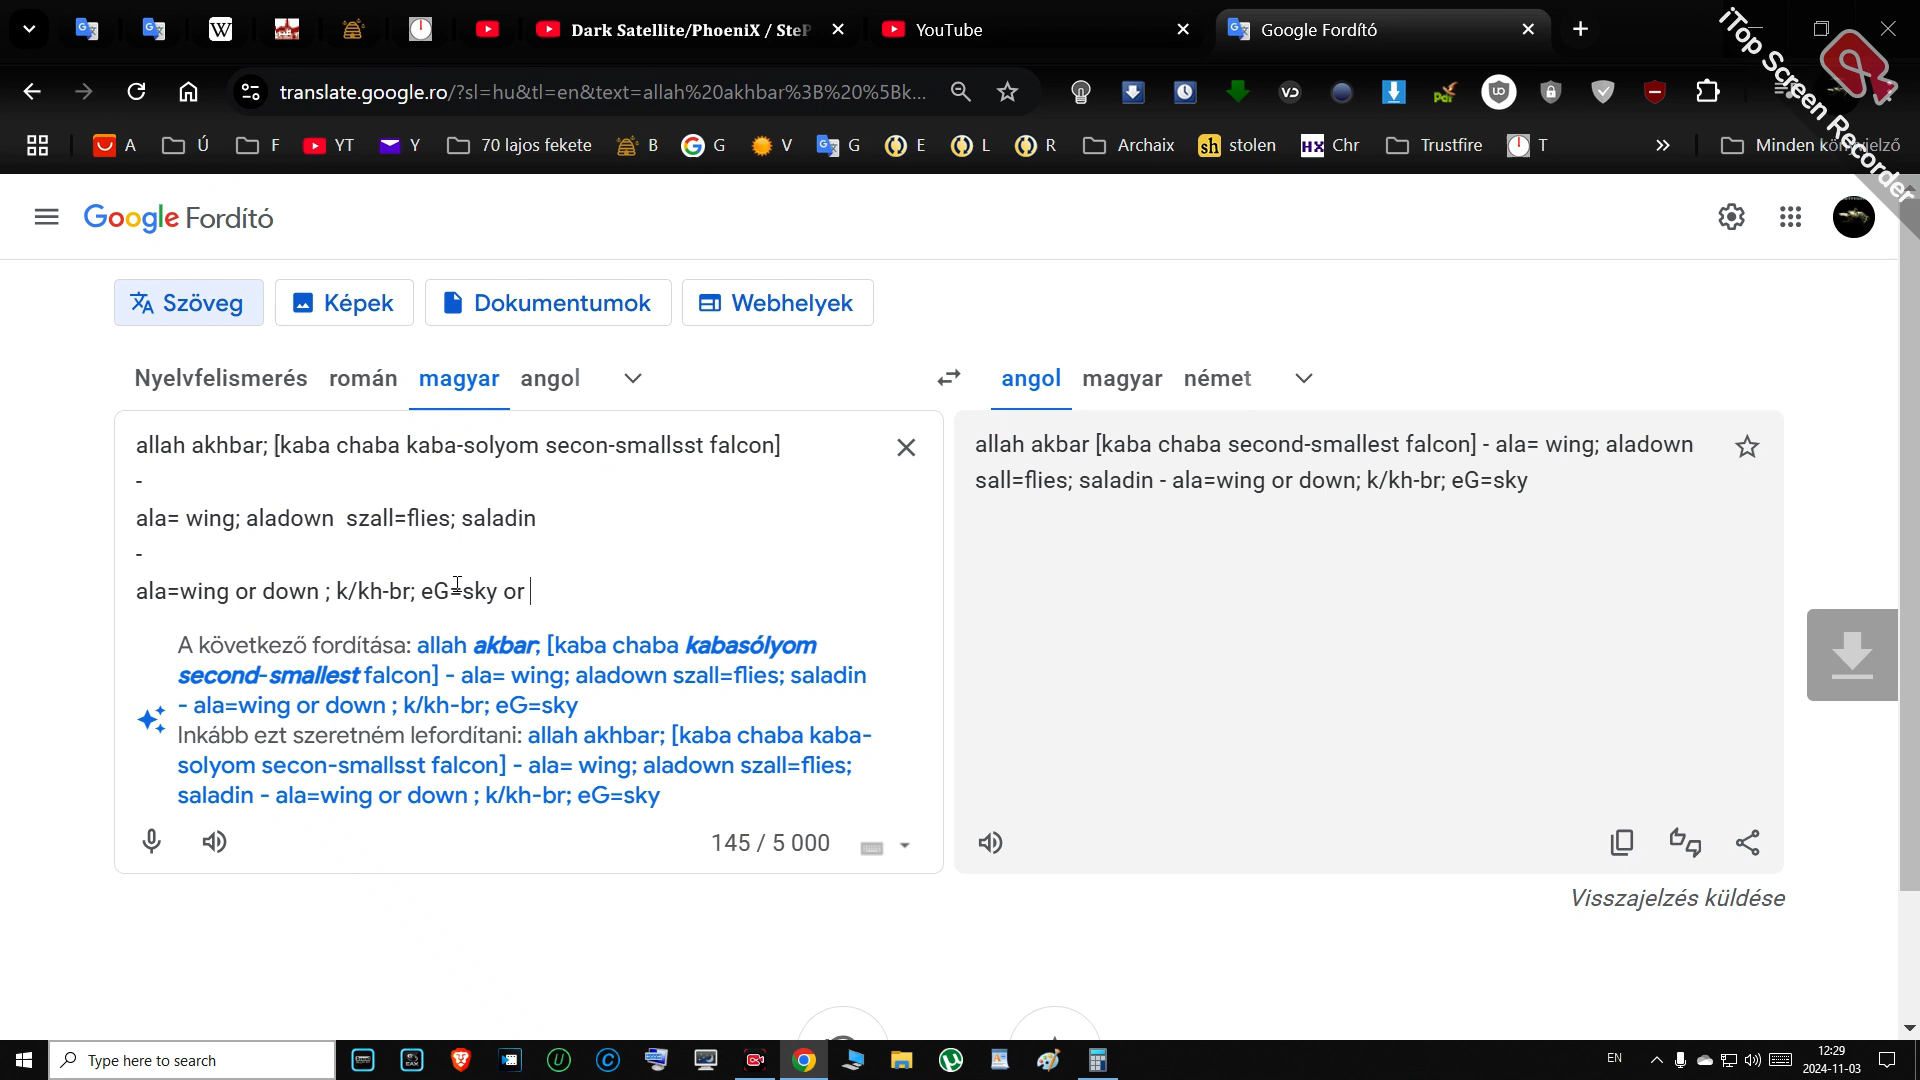 Dark Satellite/PhoeniX / SteP
YouTube
Google Fordító
translate.google.ro/?sl=hu&tl=en&text=allah%20akhbar%3B%20%5Bk...
A
Ú
F
YT
Y
70 lajos fekete
B
G
V
G
E
L
R
Archaix
stolen
Chr
Trustfire
T
Minden könyvjelző
iTop Screen Recorder
Google Fordító
Szöveg
Képek
Dokumentumok
Webhelyek
Nyelvfelismerés román magyar angol
angol magyar német
allah akhbar; [kaba chaba kaba-solyom secon-smallsst falcon]
-
ala= wing; aladown szall=flies; saladin
-
ala=wing or down ; k/kh-br; eG=sky or
A következő fordítása: allah akbar; [kaba chaba kabasólyom
second-smallest falcon] - ala= wing; aladown szall=flies; saladin
- ala=wing or down ; k/kh-br; eG=sky
Inkább ezt szeretném lefordítani: allah akhbar; [kaba chaba kaba-
solyom secon-smallsst falcon] - ala= wing; aladown szall=flies;
saladin - ala=wing or down ; k/kh-br; eG=sky
145 / 5 000
allah akbar [kaba chaba second-smallest falcon] - ala= wing; aladown
sall=flies; saladin - ala=wing or down; k/kh-br; eG=sky
Visszajelzés küldése
Type here to search
EN
12:29
2024-11-03